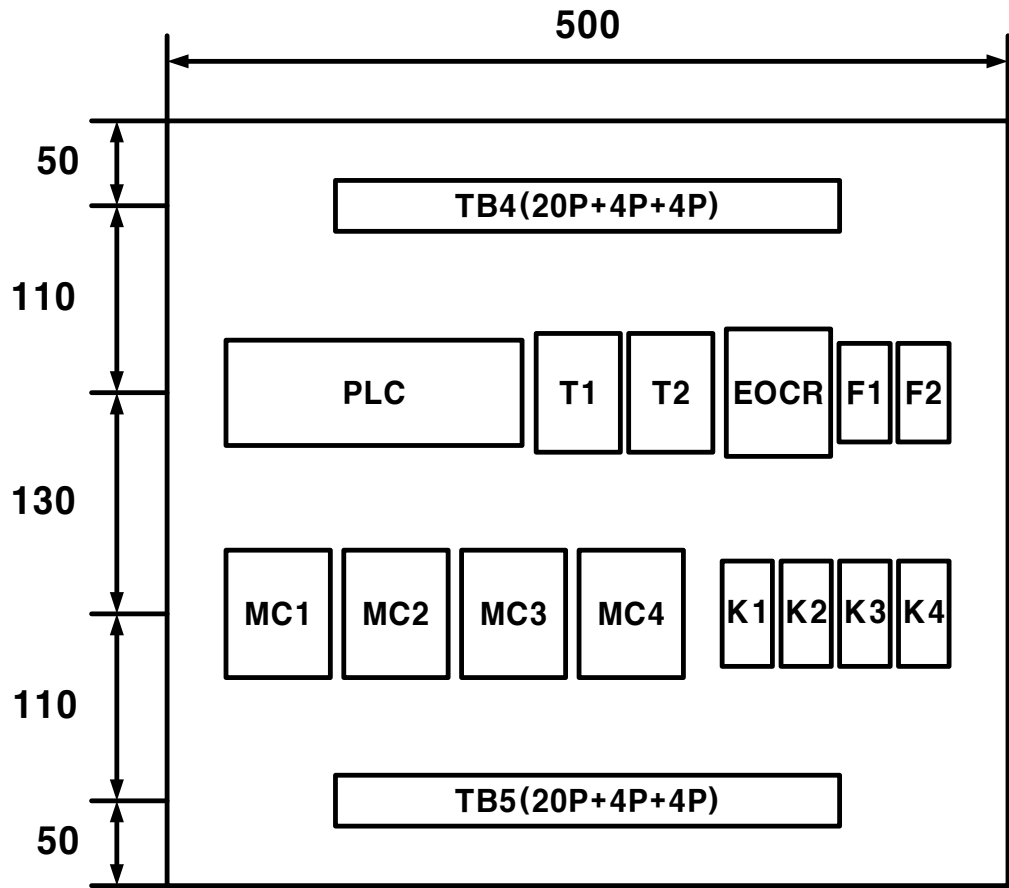 500
50
TB4(20P+4P+4P)
110
PLC T1 T2 EOCR F1 F2
130
MC1 MC2 MC3 MC4 K1 K2 K3 K4
110
TB5(20P+4P+4P)
50